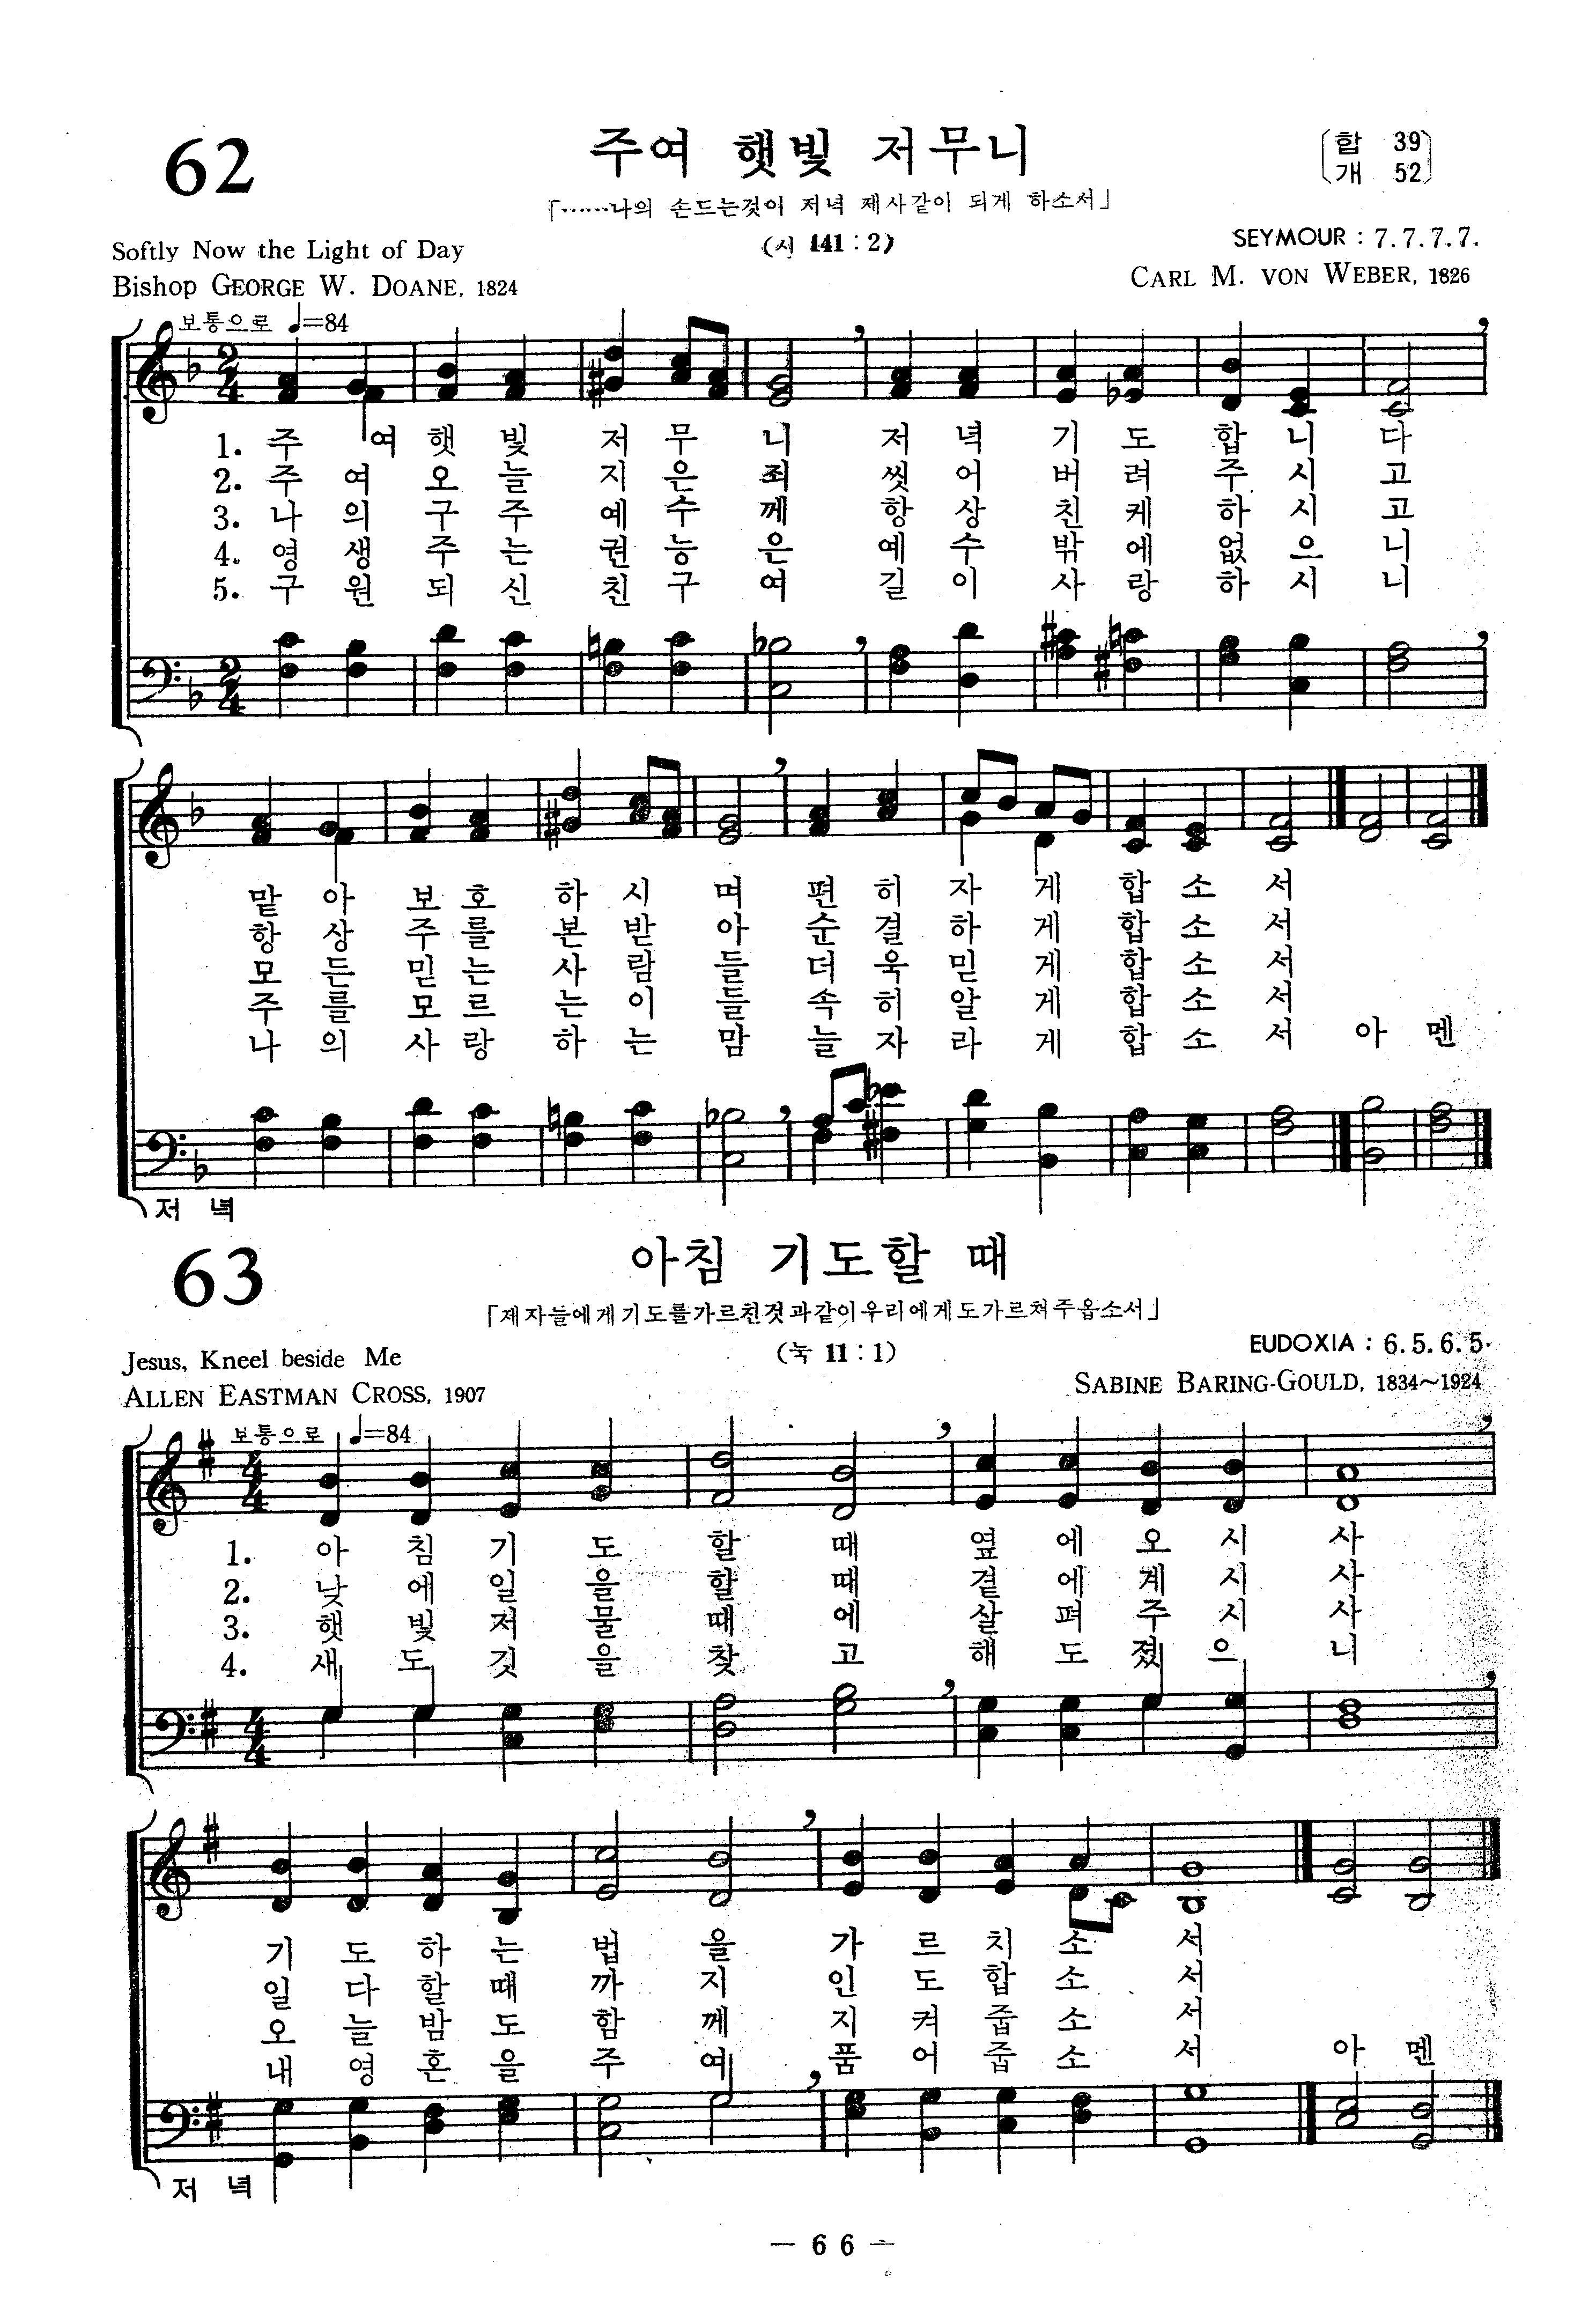 62
주여 햇빛 저무니
합 39
개 52
「……나의 손드는것이 저녁 제사같이 되게 하소서」
(시 141 : 2)
Softly Now the Light of Day
SEYMOUR : 7.7.7.7.
Bishop GEORGE W. DOANE, 1824
CARL M. VON WEBER, 1826
보통으로 ♩=84
1. 주 여 햇 빛 저 무 니 저 녁 기 도 합 니 다
2. 주 여 오 늘 지 은 죄 씻 어 버 려 주 시 고
3. 나 의 구 주 예 수 께 항 상 친 케 하 시 고
4. 영 생 주 는 권 능 은 예 수 밖 에 없 으 니
5. 구 원 되 신 친 구 여 길 이 사 랑 하 시 니
맡 아 보 호 하 시 며 편 히 자 게 합 소 서
항 상 주 를 본 받 아 순 결 하 게 합 소 서
모 든 믿 는 사 람 들 더 욱 믿 게 합 소 서
주 를 모 르 는 이 들 속 히 알 게 합 소 서
나 의 사 랑 하 는 맘 늘 자 라 게 합 소 서 아 멘
저 녁
63
아침 기도할 때
「제자들에게기도를가르친것과같이우리에게도가르쳐주옵소서」
(눅 11 : 1)
Jesus, Kneel beside Me
EUDOXIA : 6.5.6.5.
ALLEN EASTMAN CROSS, 1907
SABINE BARING-GOULD, 1834~1924
보통으로 ♩=84
1. 아 침 기 도 할 때 옆 에 오 시 사
2. 낮 에 일 을 할 때 곁 에 계 시 사
3. 햇 빛 저 물 때 에 살 펴 주 시 사
4. 새 도 깃 을 찾 고 해 도 졌 으 니
기 도 하 는 법 을 가 르 치 소 서
일 다 할 때 까 지 인 도 합 소 서
오 늘 밤 도 함 께 지 켜 줍 소 서
내 영 혼 을 주 여 품 어 줍 소 서 아 멘
저 녁
— 66 —